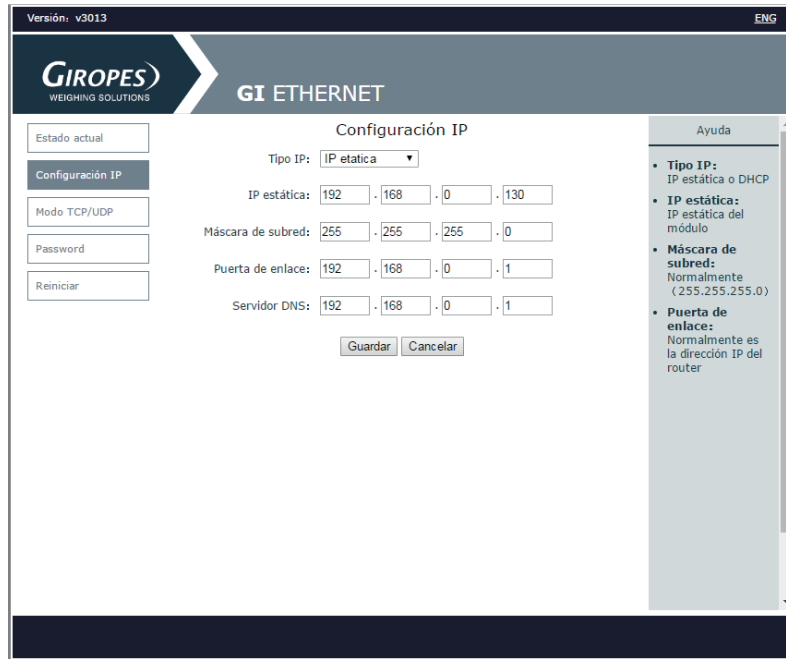 Versión: v3013
ENG
GIROPES
WEIGHING SOLUTIONS
GI ETHERNET
Estado actual
Configuración IP
Modo TCP/UDP
Password
Reiniciar
Configuración IP
Tipo IP: IP etatica
IP estática: 192 . 168 . 0 . 130
Máscara de subred: 255 . 255 . 255 . 0
Puerta de enlace: 192 . 168 . 0 . 1
Servidor DNS: 192 . 168 . 0 . 1
Guardar Cancelar
Ayuda
• Tipo IP:
IP estática o DHCP
• IP estática:
IP estática del
módulo
• Máscara de
subred:
Normalmente
(255.255.255.0)
• Puerta de
enlace:
Normalmente es
la dirección IP del
router